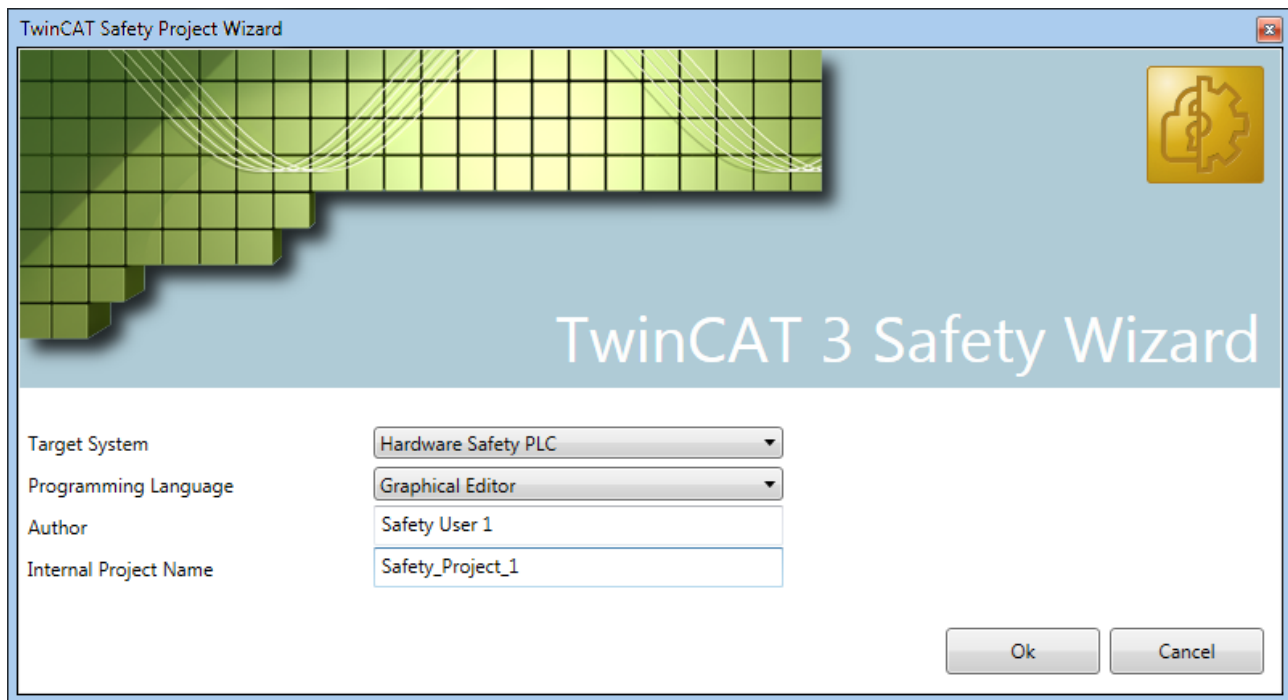 TwinCAT Safety Project Wizard
TwinCAT 3 Safety Wizard
Target System Hardware Safety PLC
Programming Language Graphical Editor
Author Safety User 1
Internal Project Name Safety_Project_1
Ok Cancel